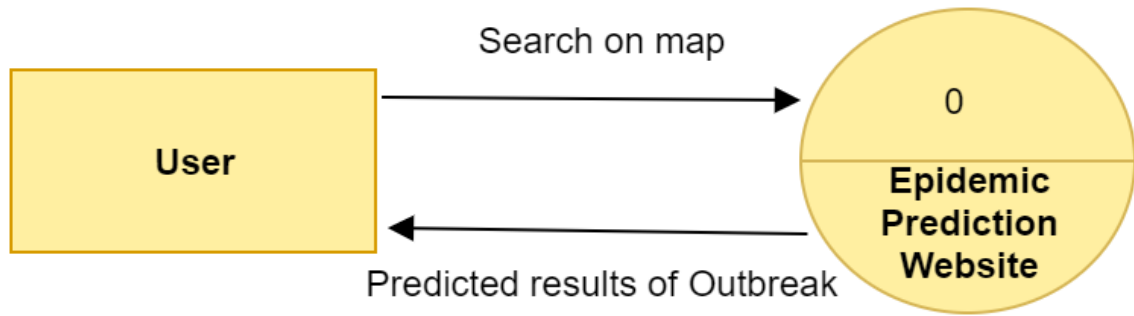 Search on map
User
0
Epidemic
Prediction
Website
Predicted results of Outbreak